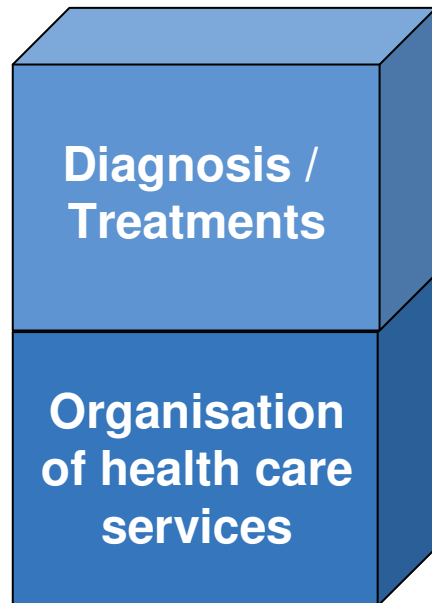 Diagnosis /
Treatments
Organisation
of health care
services